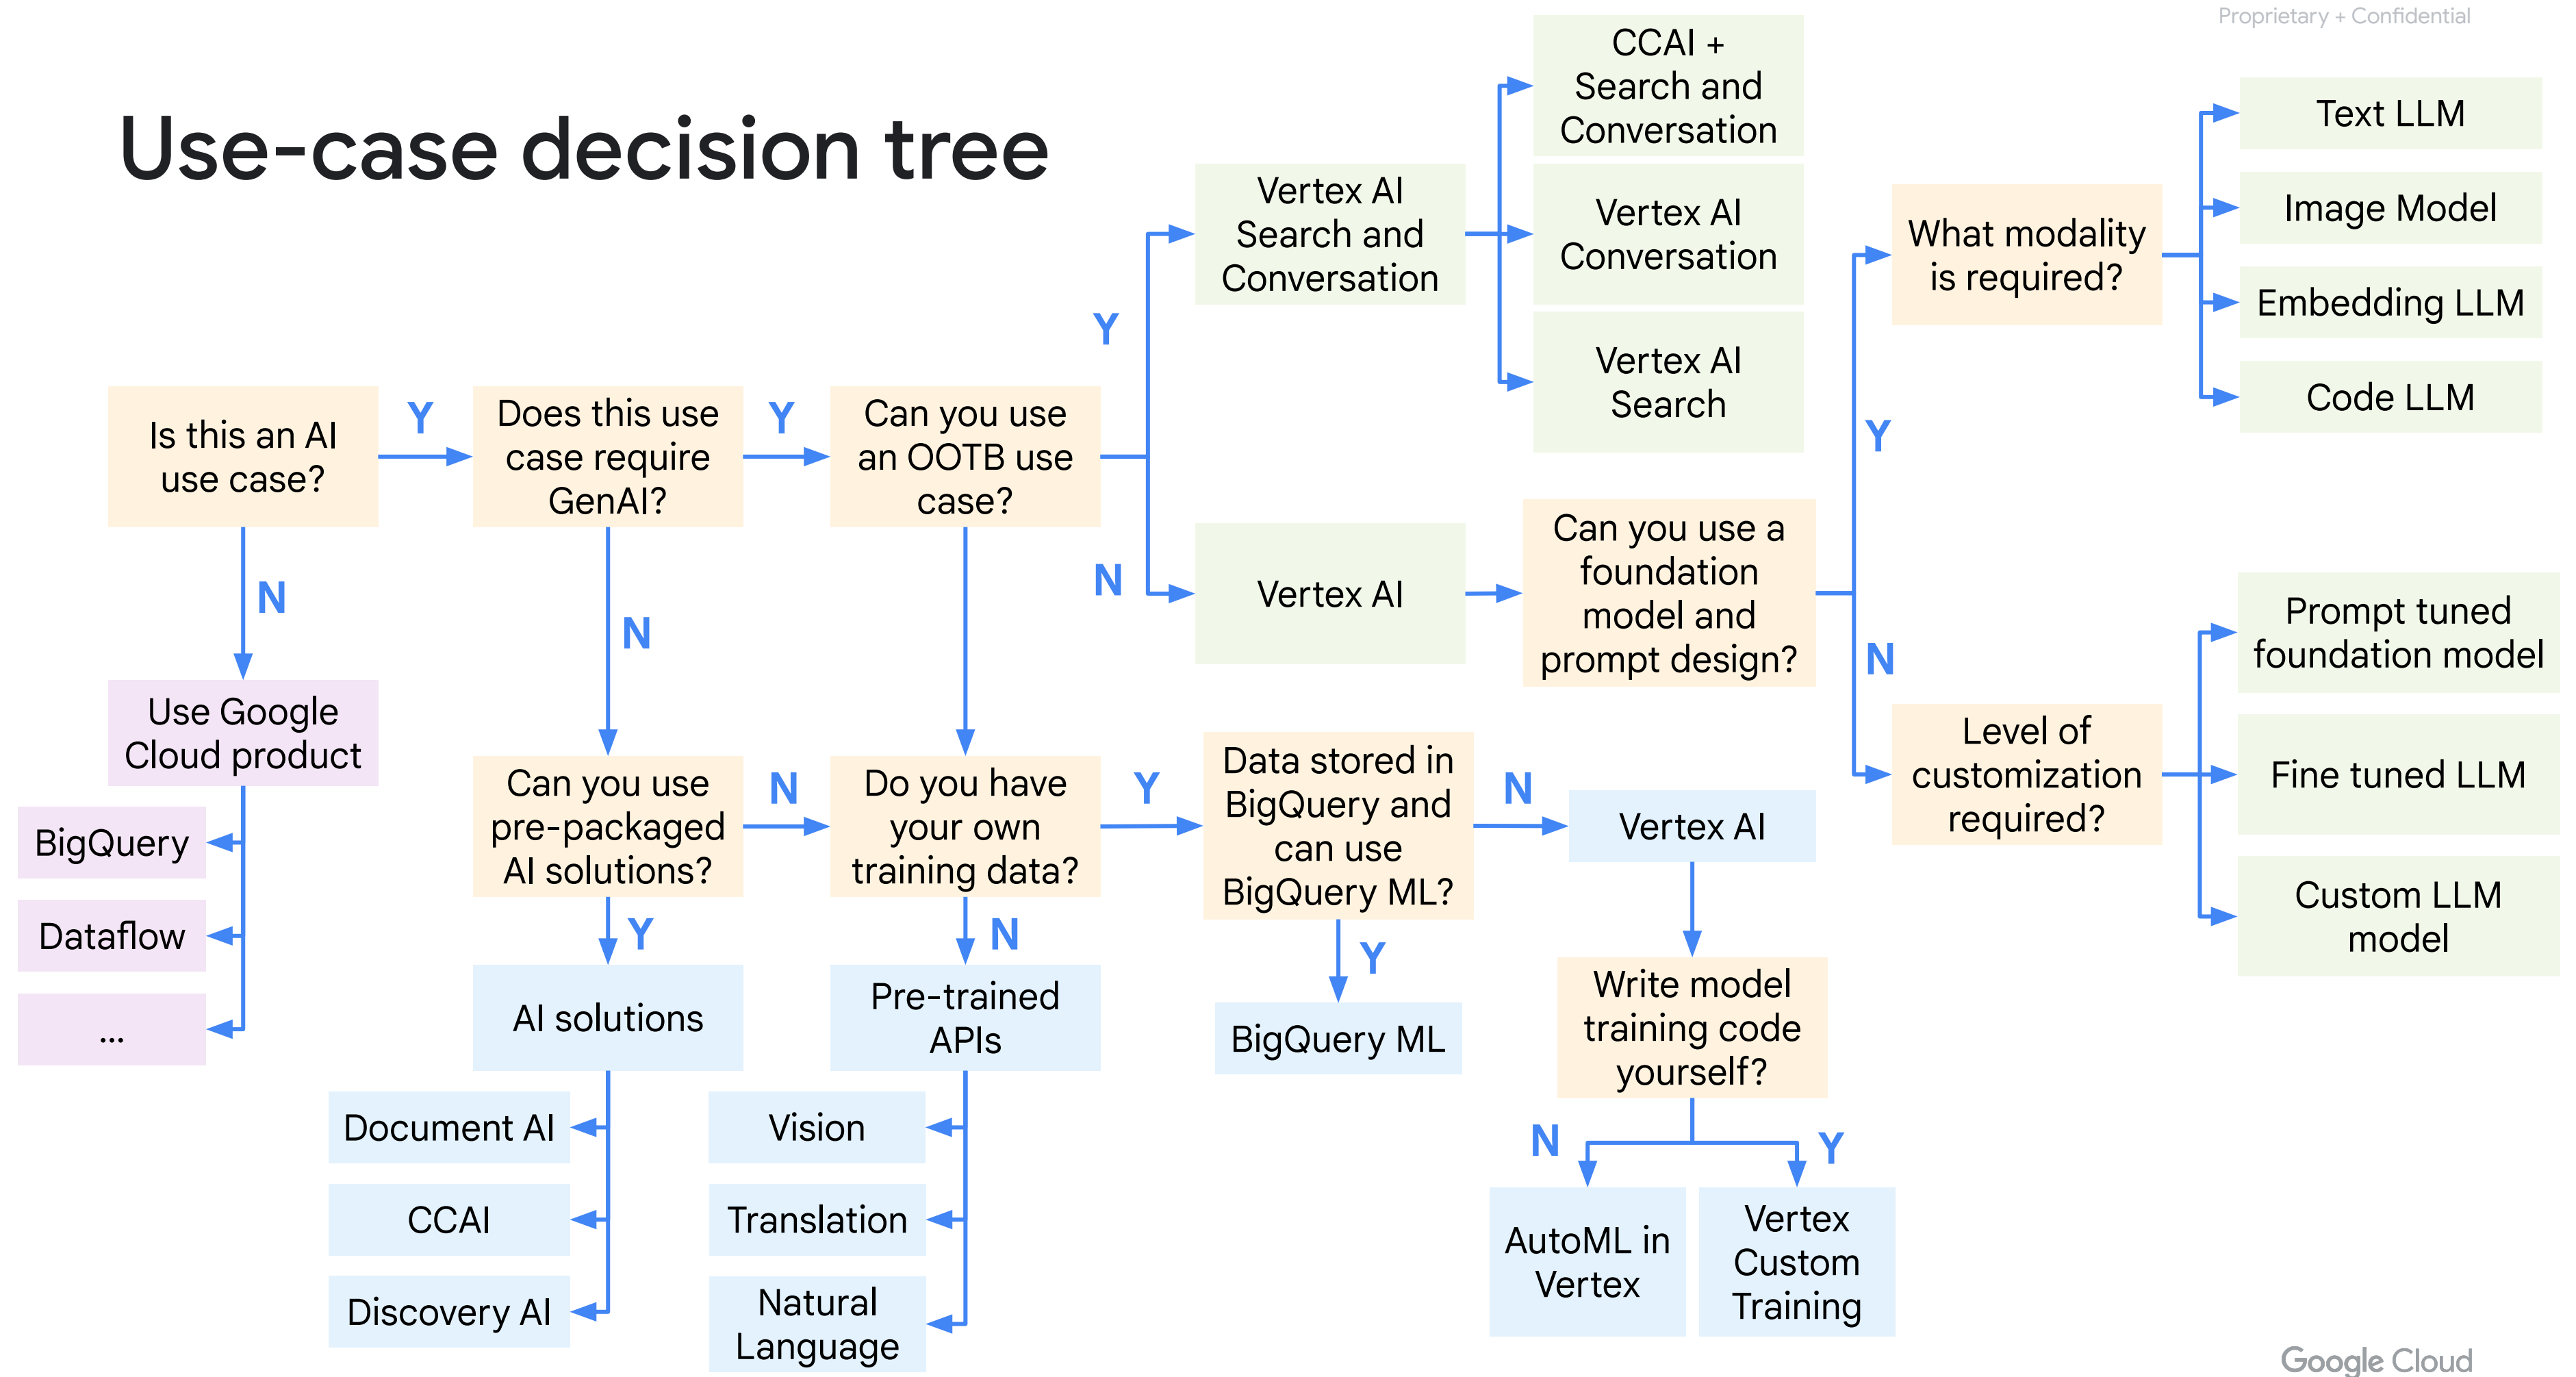 Proprietary + Confidential
Use-case decision tree
Is this an AI
use case?
Y
Does this use
case require
GenAI?
Y
Can you use
an OOTB use
case?
Y
Vertex AI
Search and
Conversation
CCAI +
Search and
Conversation
Vertex AI
Conversation
Vertex AI
Search
N
Vertex AI
Can you use a
foundation
model and
prompt design?
Y
What modality
is required?
Text LLM
Image Model
Embedding LLM
Code LLM
N
Level of
customization
required?
Prompt tuned
foundation model
Fine tuned LLM
Custom LLM
model
N
Use Google
Cloud product
BigQuery
Dataflow
...
N
Can you use
pre-packaged
AI solutions?
N
Do you have
your own
training data?
Y
Data stored in
BigQuery and
can use
BigQuery ML?
N
Vertex AI
Y
AI solutions
Document AI
CCAI
Discovery AI
N
Pre-trained
APIs
Vision
Translation
Natural
Language
Y
BigQuery ML
Write model
training code
yourself?
N
AutoML in
Vertex
Y
Vertex
Custom
Training
Google Cloud